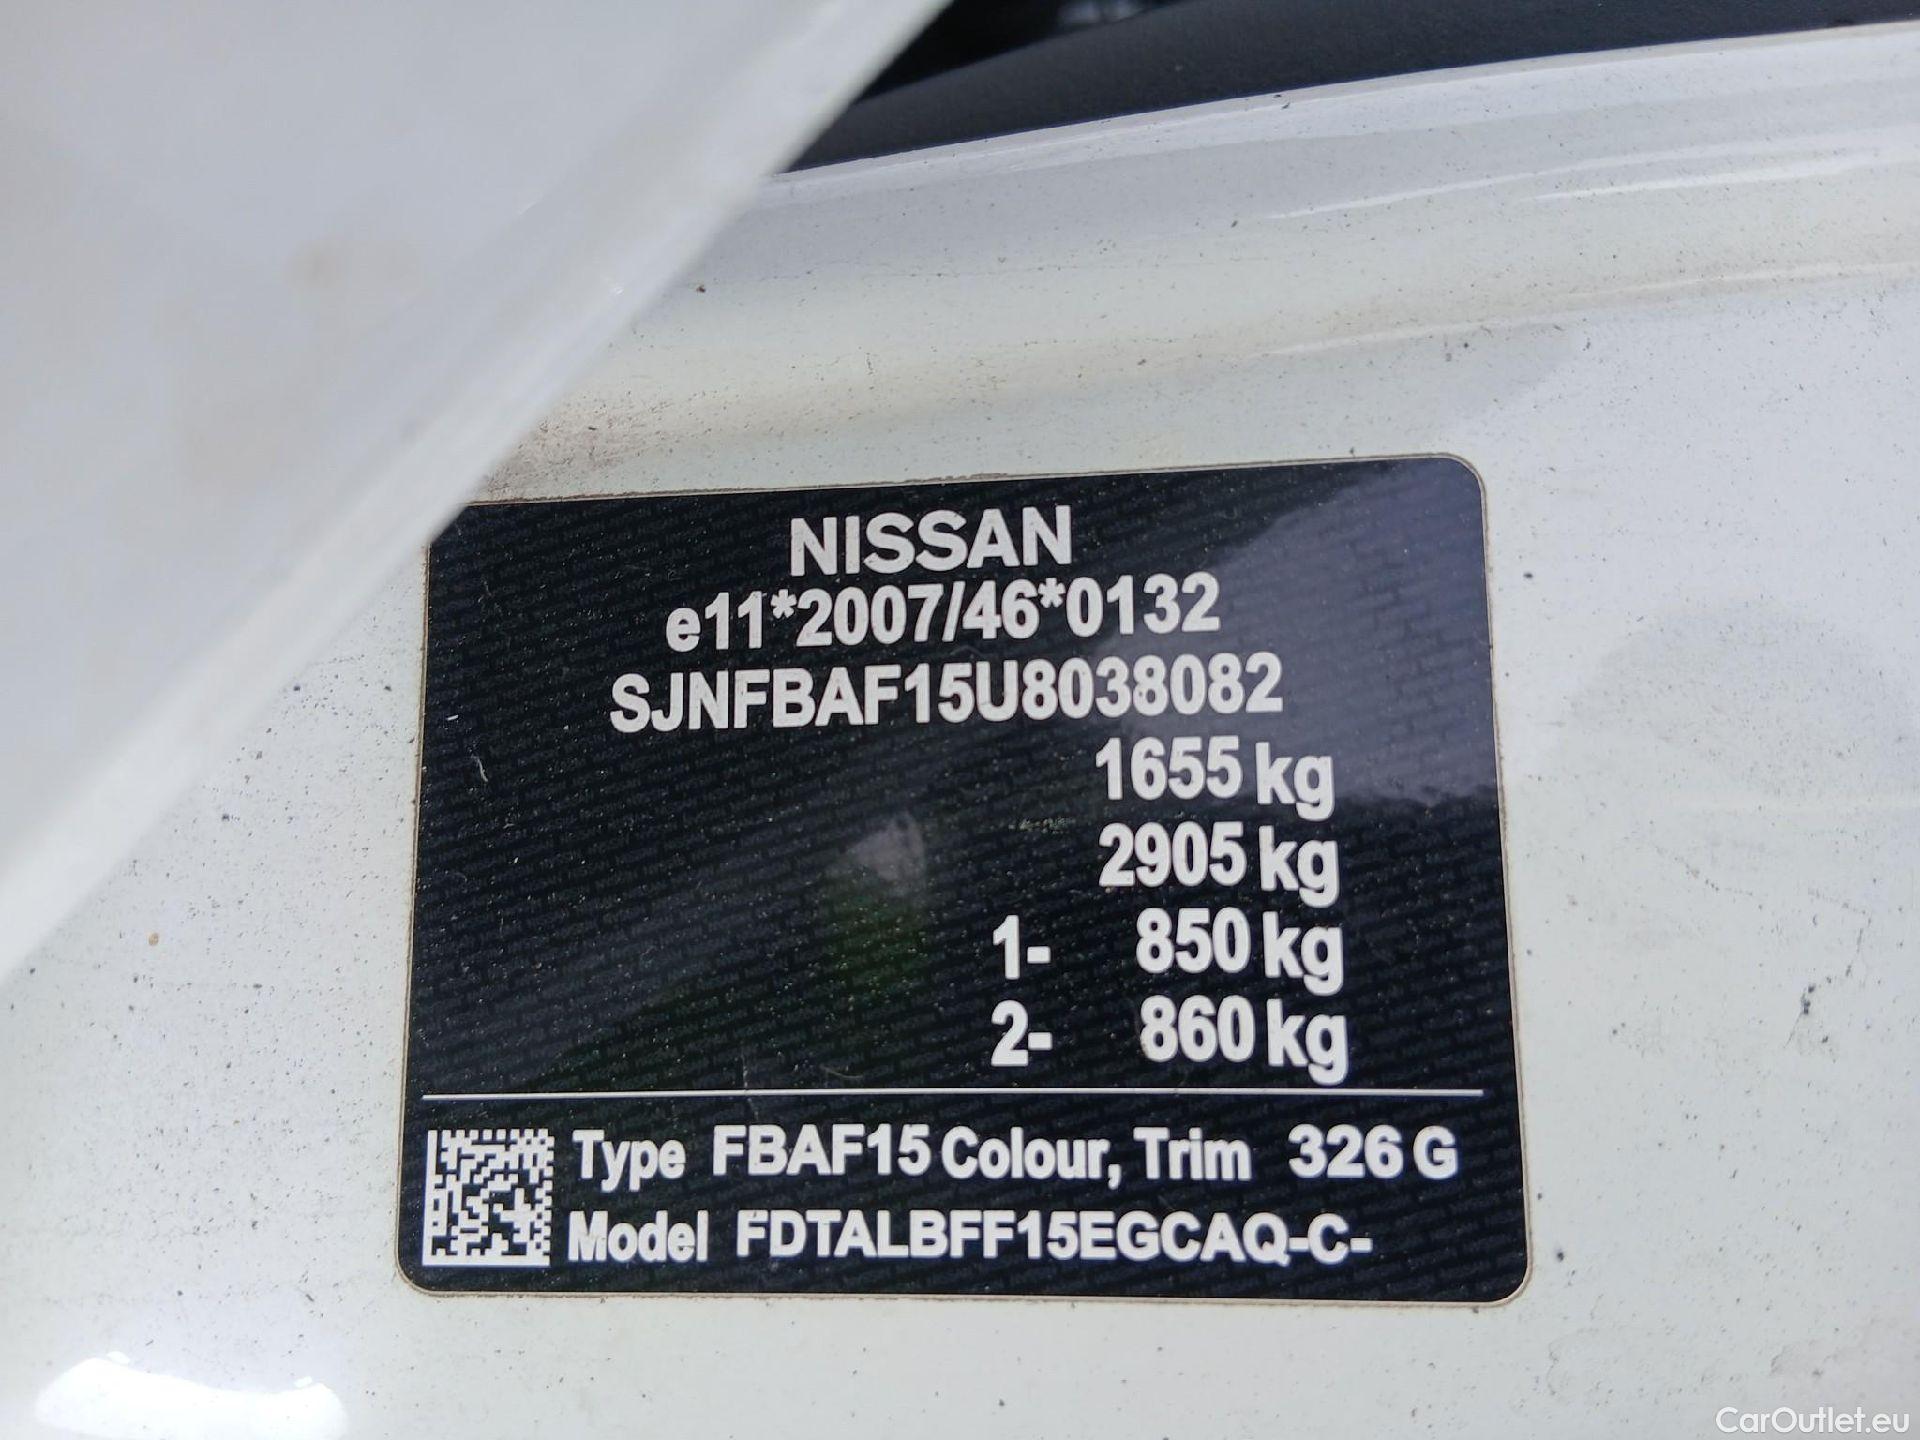 NISSAN
e11*2007/46*0132
SJNFBAF15U8038082
1655 kg
2905 kg
1- 850 kg
2- 860 kg
Type FBAF15 Colour, Trim 326 G
Model FDTALBFF15EGCAQ-C-
CarOutlet.eu